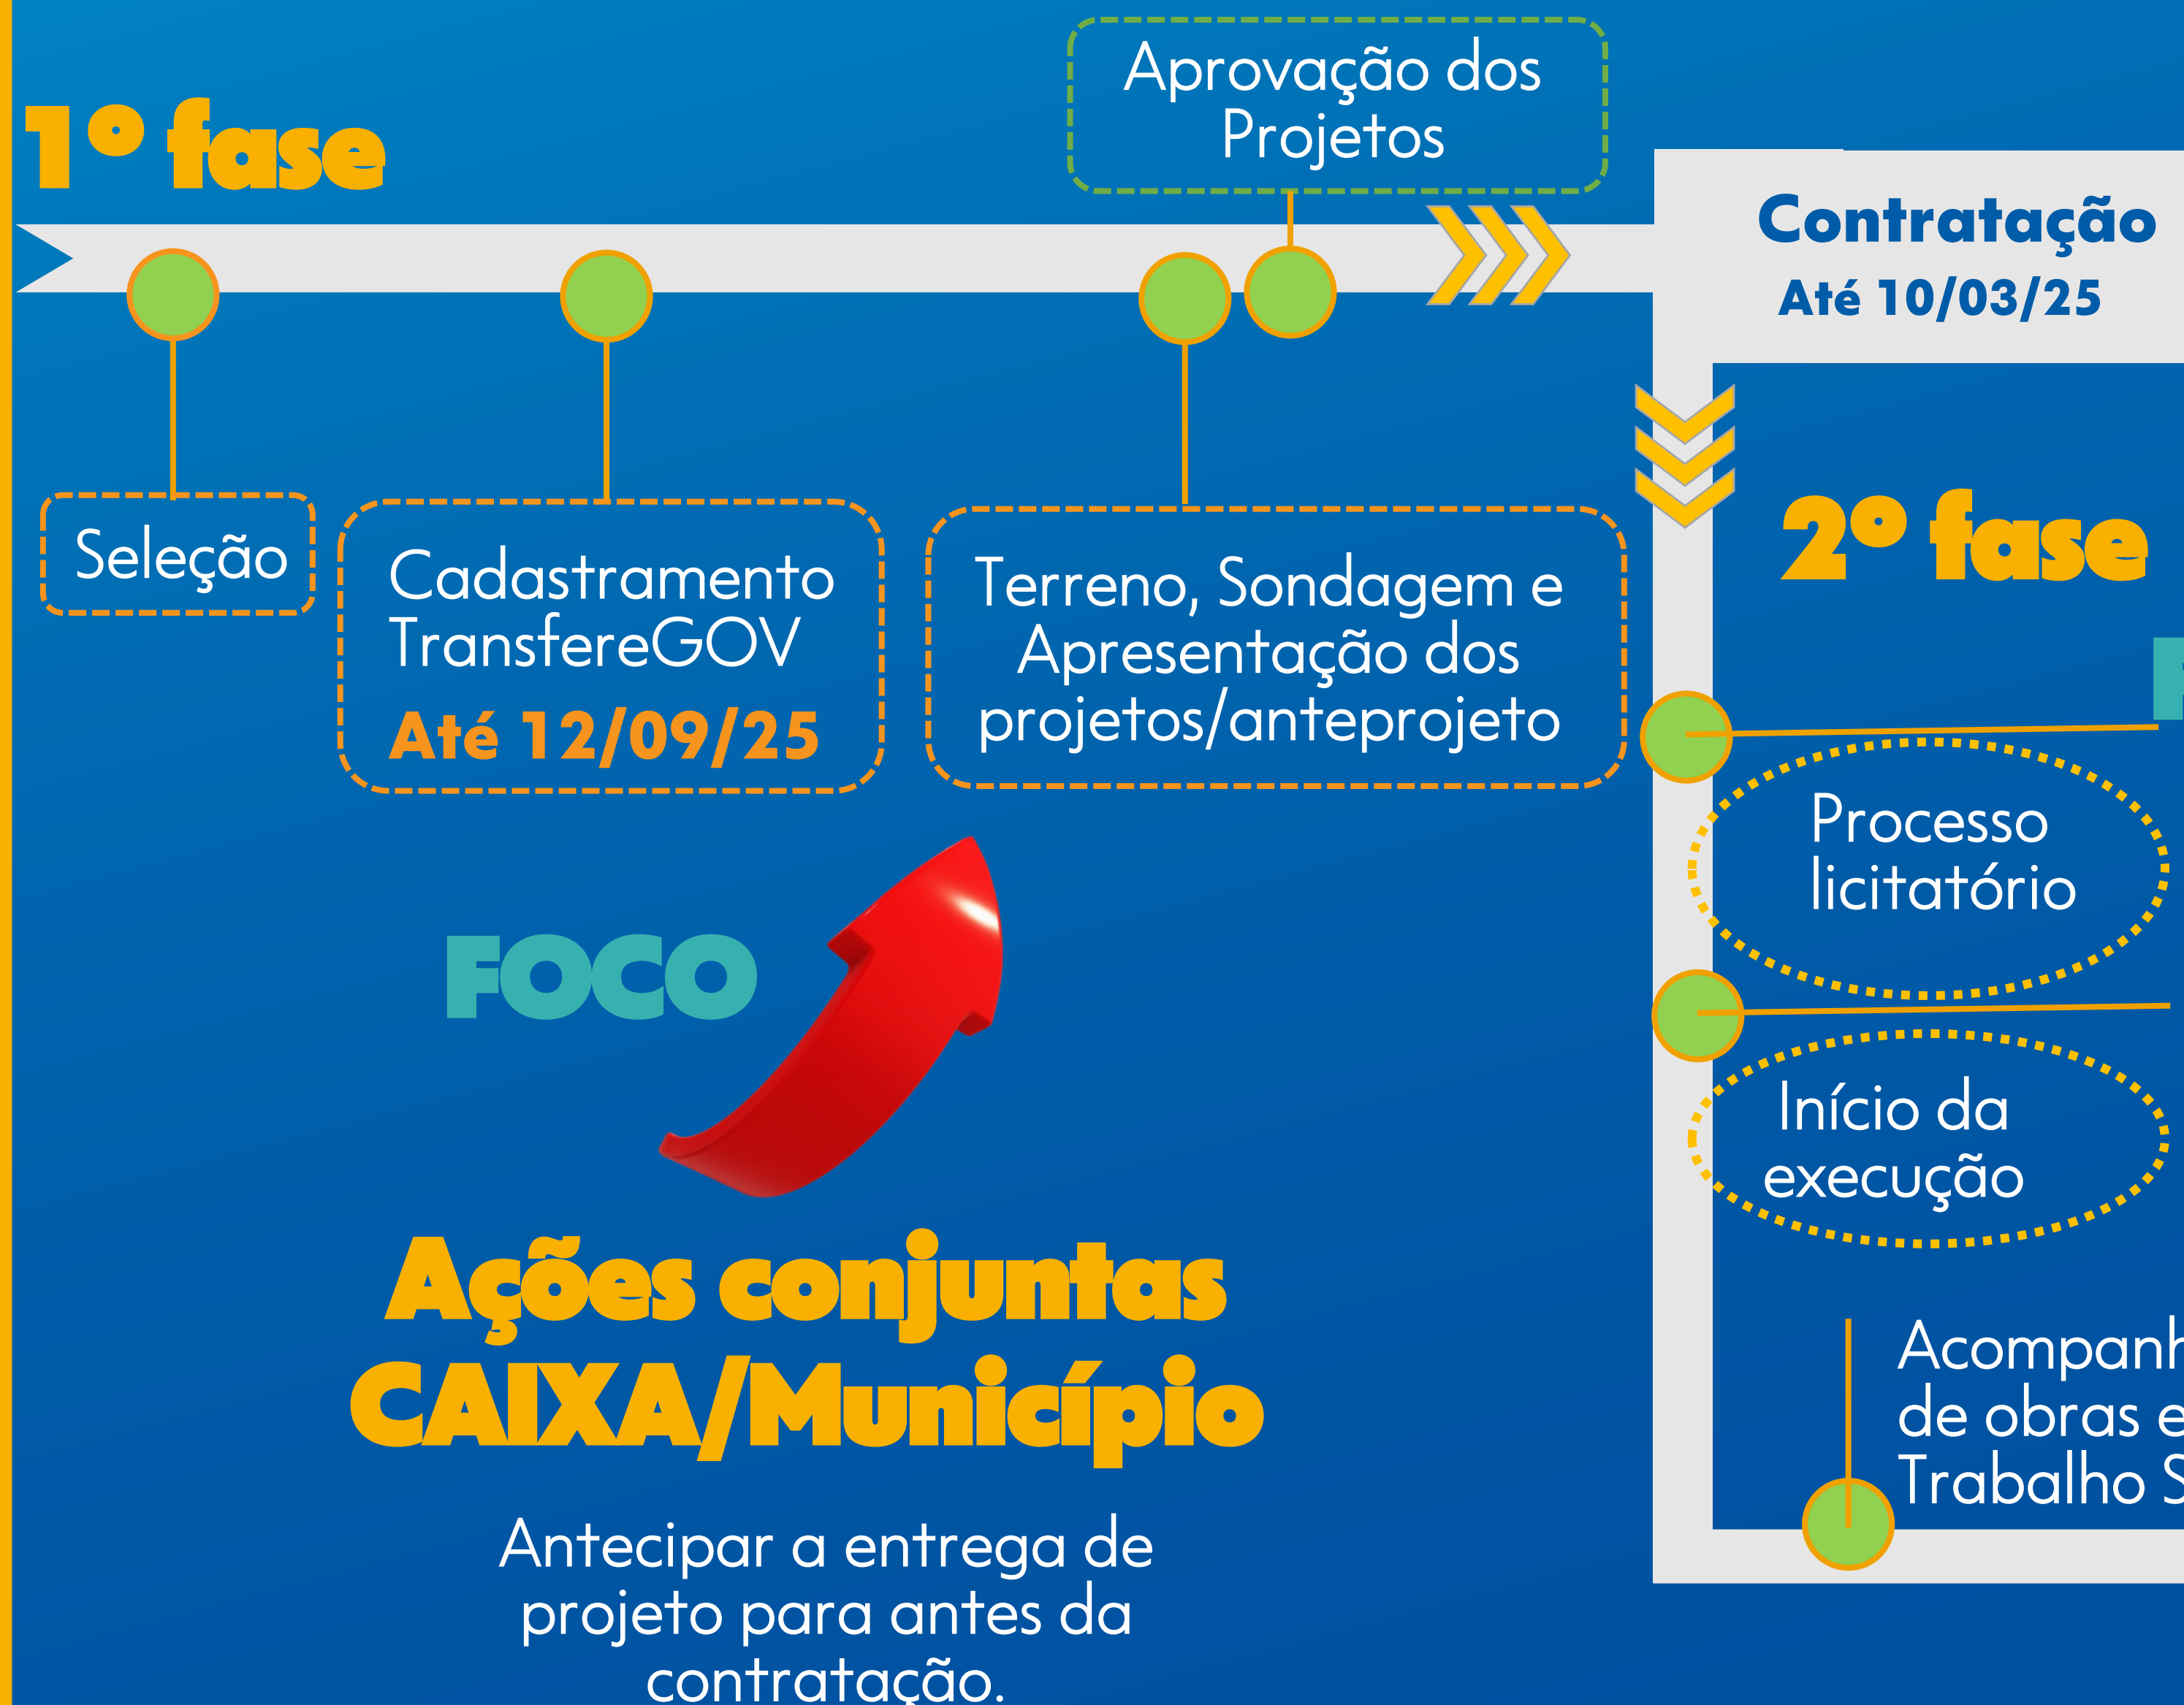 1º fase
Aprovação dos
Projetos
Contratação
Até 10/03/25
Seleção
Cadastramento
TransfereGOV
Até 12/09/25
Terreno, Sondagem e
Apresentação dos
projetos/anteprojeto
FOCO
Ações conjuntas
CAIXA/Município
Antecipar a entrega de
projeto para antes da
contratação.
2º fase
Processo
licitatório
Início da
execução
de obras e
Trabalho